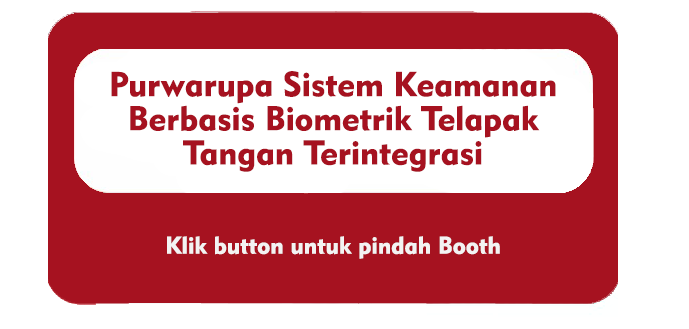 Purwarupa Sistem Keamanan
Berbasis Biometrik Telapak
Tangan Terintegrasi
Klik button untuk pindah Booth